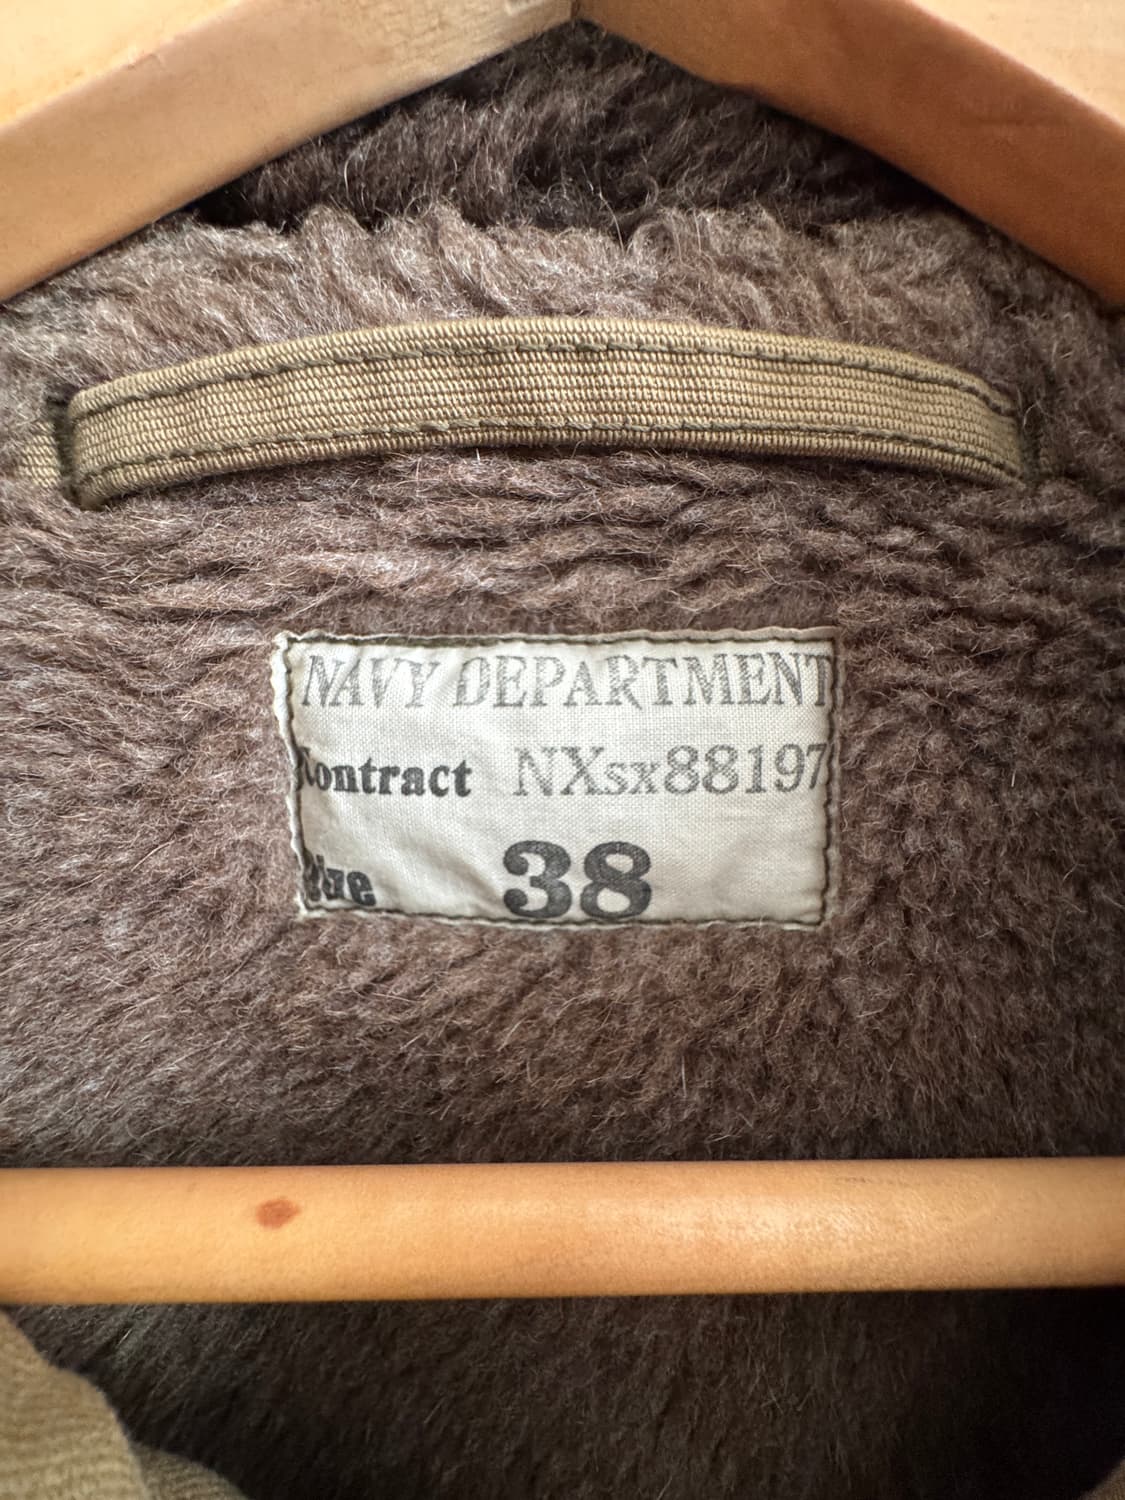 NAVY DEPARTMENT
Contract NXsx88197
Size 38